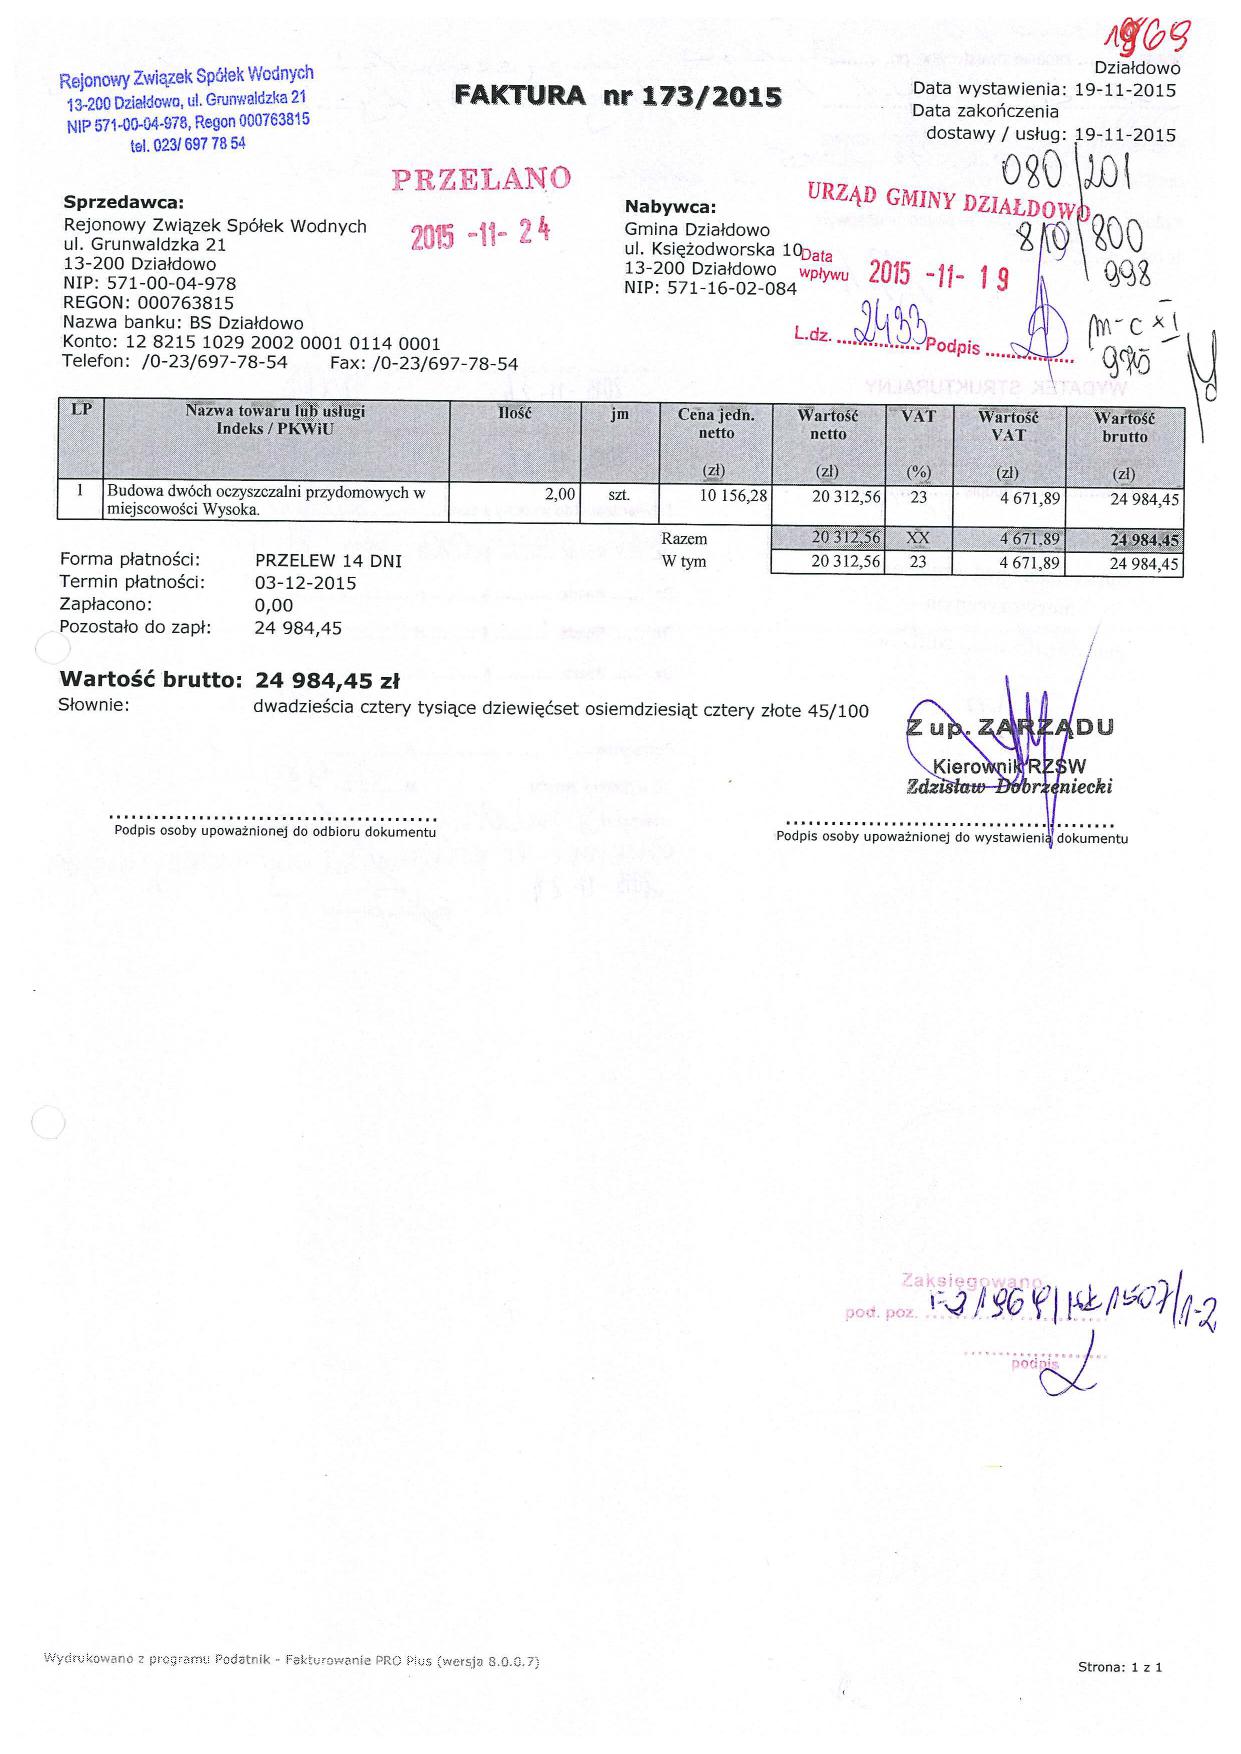 1969
Rejonowy Związek Spółek Wodnych
13-200 Działdowo, ul. Grunwaldzka 21
NIP 571-00-04-978, Regon 000763815
tel. 023/ 697 78 54
FAKTURA nr 173/2015
Działdowo
Data wystawienia: 19-11-2015
Data zakończenia
dostawy / usług: 19-11-2015
PRZELANO
2015 -11- 24
080/201
URZĄD GMINY DZIAŁDOWO
810/800
998
Data
wpływu 2015 -11- 19
L.dz. 2433 Podpis
m-c XI
975
Sprzedawca:
Rejonowy Związek Spółek Wodnych
ul. Grunwaldzka 21
13-200 Działdowo
NIP: 571-00-04-978
REGON: 000763815
Nazwa banku: BS Działdowo
Konto: 12 8215 1029 2002 0001 0114 0001
Telefon: /0-23/697-78-54 Fax: /0-23/697-78-54
Nabywca:
Gmina Działdowo
ul. Księżodworska 10
13-200 Działdowo
NIP: 571-16-02-084
LP Nazwa towaru lub usługi Ilość jm Cena jedn. Wartość VAT Wartość Wartość
Indeks / PKWiU netto netto VAT brutto
(zł) (zł) (%) (zł) (zł)
1 Budowa dwóch oczyszczalni przydomowych w 2,00 szt. 10 156,28 20 312,56 23 4 671,89 24 984,45
miejscowości Wysoka.
Razem 20 312,56 XX 4 671,89 24 984,45
W tym 20 312,56 23 4 671,89 24 984,45
Forma płatności: PRZELEW 14 DNI
Termin płatności: 03-12-2015
Zapłacono: 0,00
Pozostało do zapł: 24 984,45
Wartość brutto: 24 984,45 zł
Słownie: dwadzieścia cztery tysiące dziewięćset osiemdziesiąt cztery złote 45/100
Z up. ZARZĄDU
Kierownik RZSW
Zdzisław Dobrzeniecki
Podpis osoby upoważnionej do odbioru dokumentu
Podpis osoby upoważnionej do wystawienia dokumentu
Zaksięgowano
pod. poz.
podpis
Wydrukowano z programu Podatnik - Fakturowanie PRO Plus (wersja 8.0.0.7)
Strona: 1 z 1